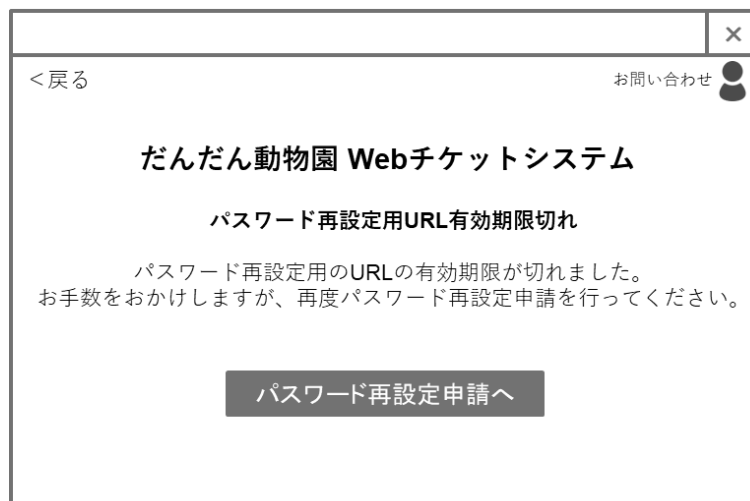 ×
<戻る
お問い合わせ
だんだん動物園 Webチケットシステム
パスワード再設定用URL有効期限切れ
パスワード再設定用のURLの有効期限が切れました。
お手数をおかけしますが、再度パスワード再設定申請を行ってください。
パスワード再設定申請へ